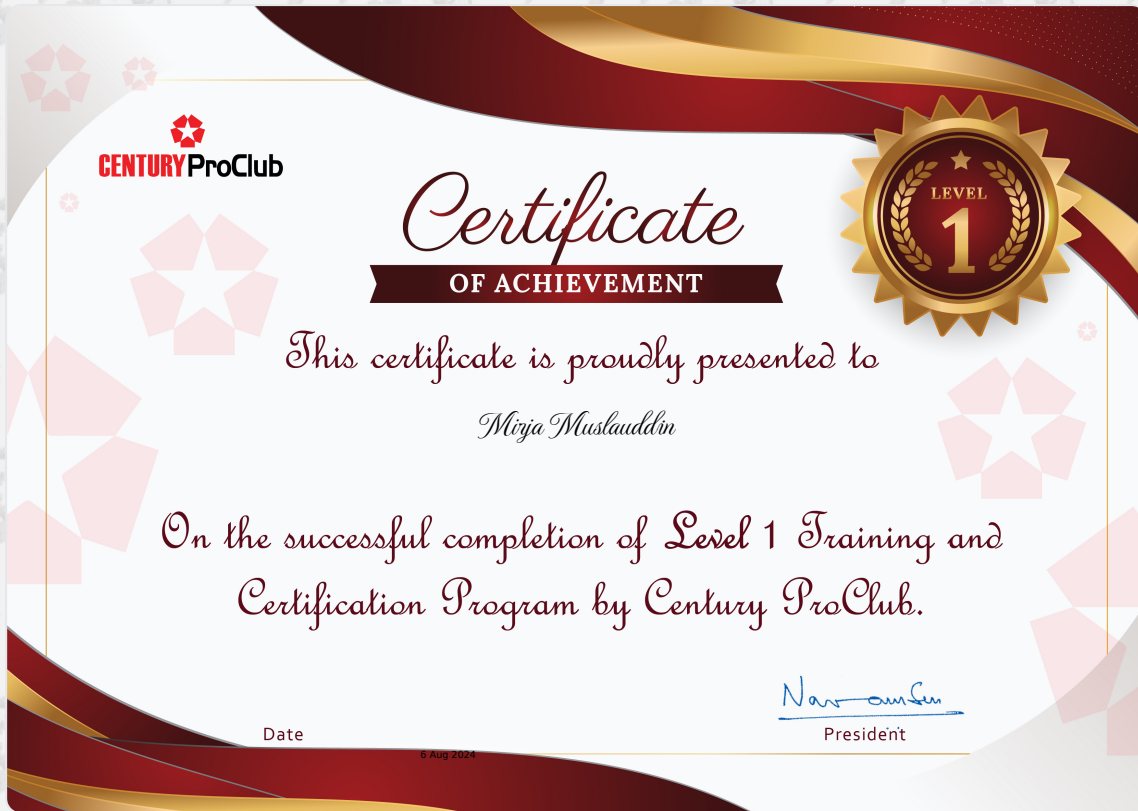 CENTURY ProClub
Certificate
OF ACHIEVEMENT
LEVEL
1
This certificate is proudly presented to
Mirja Muslauddin
On the successful completion of Level 1 Training and
Certification Program by Century ProClub.
Date
6 Aug 2024
President